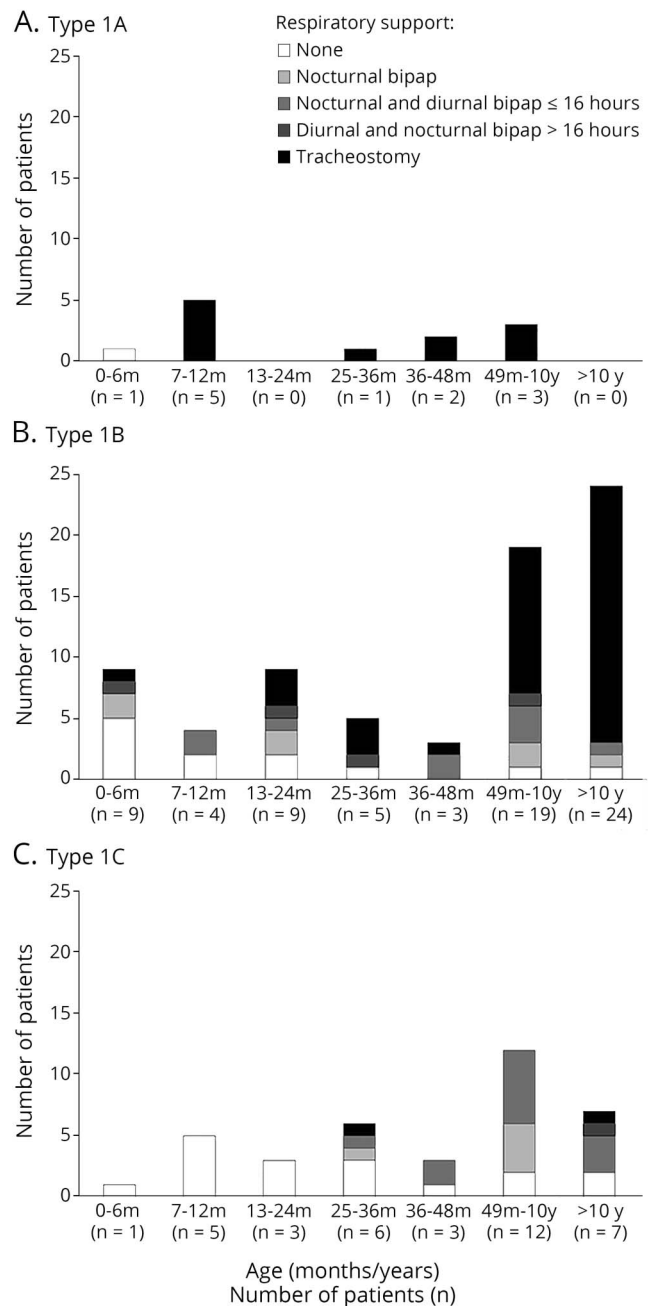 A. Type 1A
Respiratory support:
None
Nocturnal bipap
Nocturnal and diurnal bipap ≤ 16 hours
Diurnal and nocturnal bipap > 16 hours
Tracheostomy
Number of patients
25
20
15
10
5
0
0-6m 7-12m 13-24m 25-36m 36-48m 49m-10y >10 y
(n = 1) (n = 5) (n = 0) (n = 1) (n = 2) (n = 3) (n = 0)
B. Type 1B
Number of patients
25
20
15
10
5
0
0-6m 7-12m 13-24m 25-36m 36-48m 49m-10y >10 y
(n = 9) (n = 4) (n = 9) (n = 5) (n = 3) (n = 19) (n = 24)
C. Type 1C
Number of patients
25
20
15
10
5
0
0-6m 7-12m 13-24m 25-36m 36-48m 49m-10y >10 y
(n = 1) (n = 5) (n = 3) (n = 6) (n = 3) (n = 12) (n = 7)
Age (months/years)
Number of patients (n)